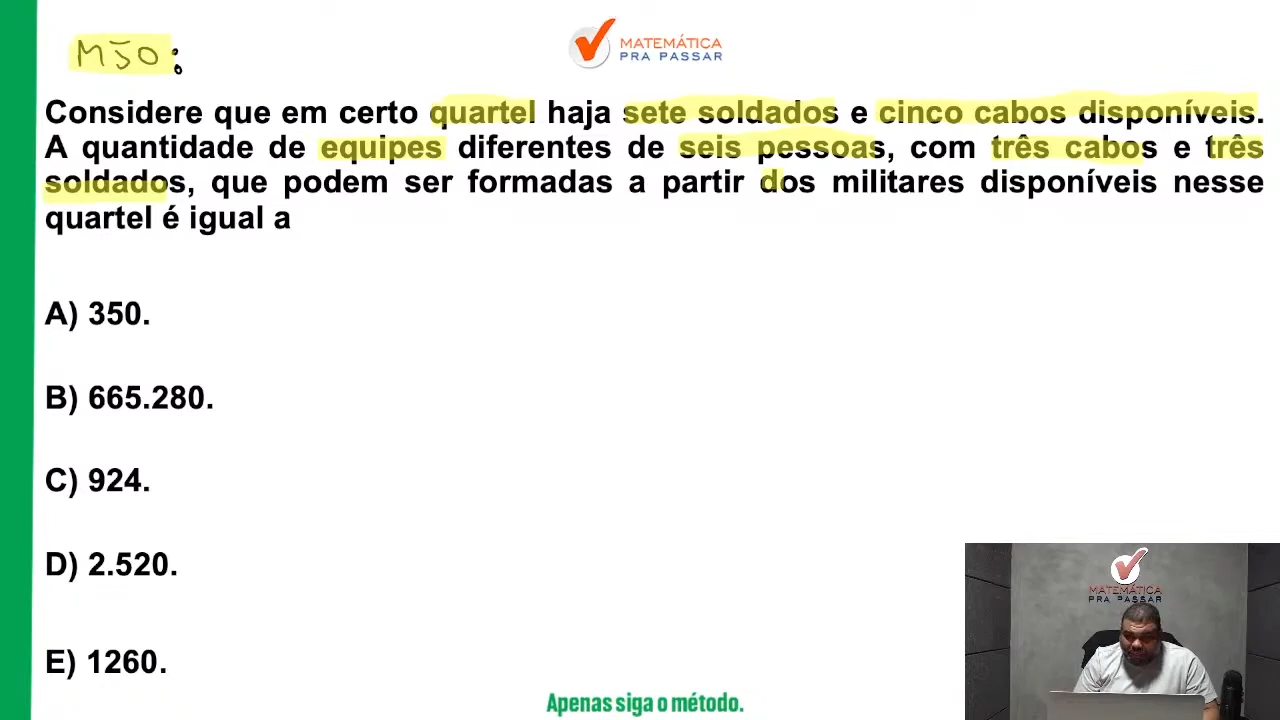 MJO:
MATEMÁTICA
PRA PASSAR
Considere que em certo quartel haja sete soldados e cinco cabos disponíveis.
A quantidade de equipes diferentes de seis pessoas, com três cabos e três
soldados, que podem ser formadas a partir dos militares disponíveis nesse
quartel é igual a
A) 350.
B) 665.280.
C) 924.
D) 2.520.
E) 1260.
MATEMÁTICA
PRA PASSAR
Apenas siga o método.